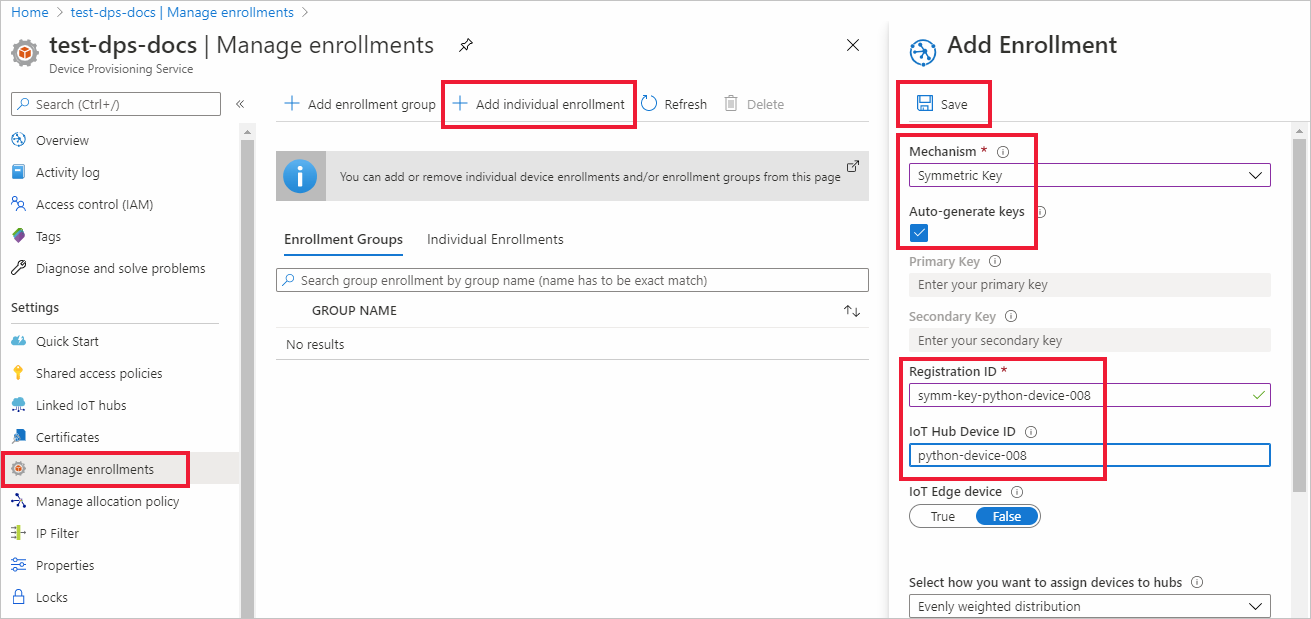 Home > test-dps-docs | Manage enrollments >
test-dps-docs | Manage enrollments
Device Provisioning Service
Search (Ctrl+/)
«
Overview
Activity log
Access control (IAM)
Tags
Diagnose and solve problems
Settings
Quick Start
Shared access policies
Linked IoT hubs
Certificates
Manage enrollments
Manage allocation policy
IP Filter
Properties
Locks
Add enrollment group
Add individual enrollment
Refresh
Delete
You can add or remove individual device enrollments and/or enrollment groups from this page
Enrollment Groups
Individual Enrollments
Search group enrollment by group name (name has to be exact match)
GROUP NAME
No results
Add Enrollment
Save
Mechanism *
Symmetric Key
Auto-generate keys
Primary Key
Enter your primary key
Secondary Key
Enter your secondary key
Registration ID *
symm-key-python-device-008
IoT Hub Device ID
python-device-008
IoT Edge device
True False
Select how you want to assign devices to hubs
Evenly weighted distribution